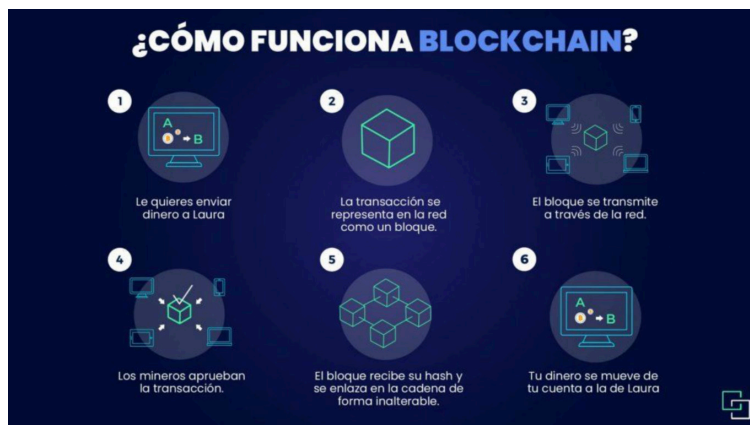 ¿CÓMO FUNCIONA BLOCKCHAIN?
1
A
B
Le quieres enviar
dinero a Laura
2
La transacción se
representa en la red
como un bloque.
3
El bloque se transmite
a través de la red.
4
Los mineros aprueban
la transacción.
5
El bloque recibe su hash y
se enlaza en la cadena de
forma inalterable.
6
A
B
Tu dinero se mueve de
tu cuenta a la de Laura